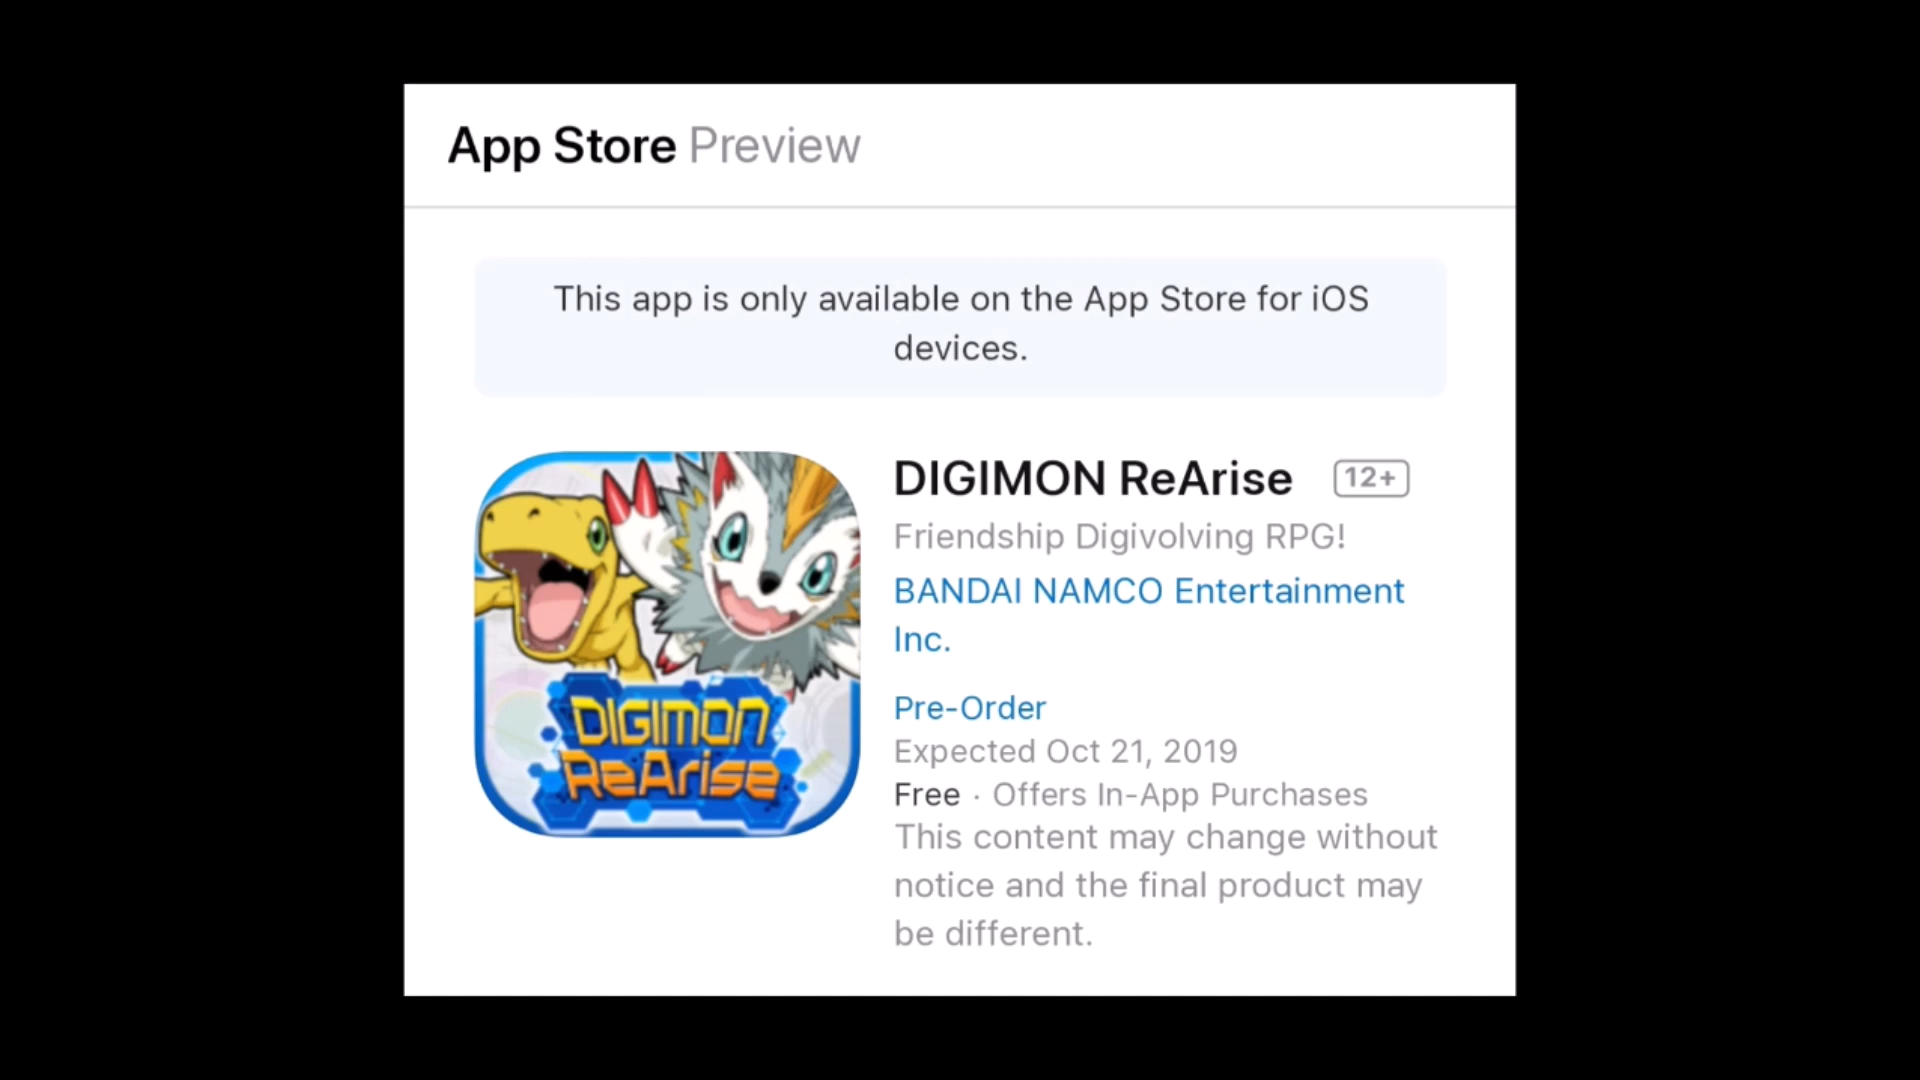 App Store Preview
This app is only available on the App Store for iOS
devices.
DIGIMON ReArise 12+
Friendship Digivolving RPG!
BANDAI NAMCO Entertainment
Inc.
Pre-Order
Expected Oct 21, 2019
Free · Offers In-App Purchases
This content may change without
notice and the final product may
be different.
DIGIMON
ReArise